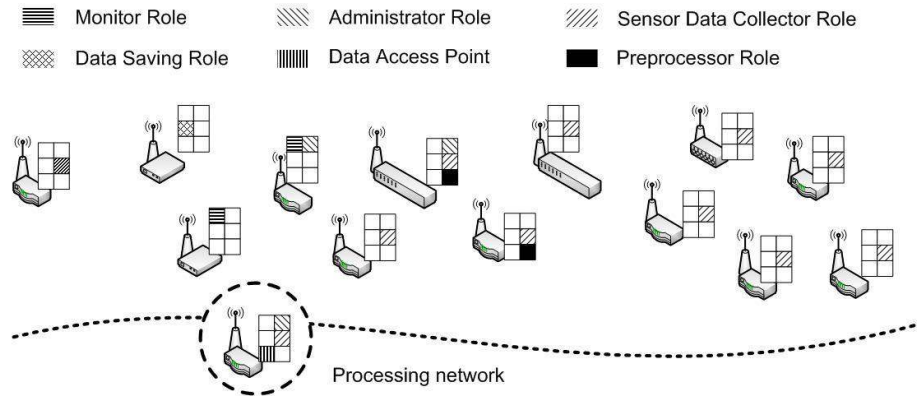 Monitor Role Administrator Role Sensor Data Collector Role
Data Saving Role Data Access Point Preprocessor Role
Processing network